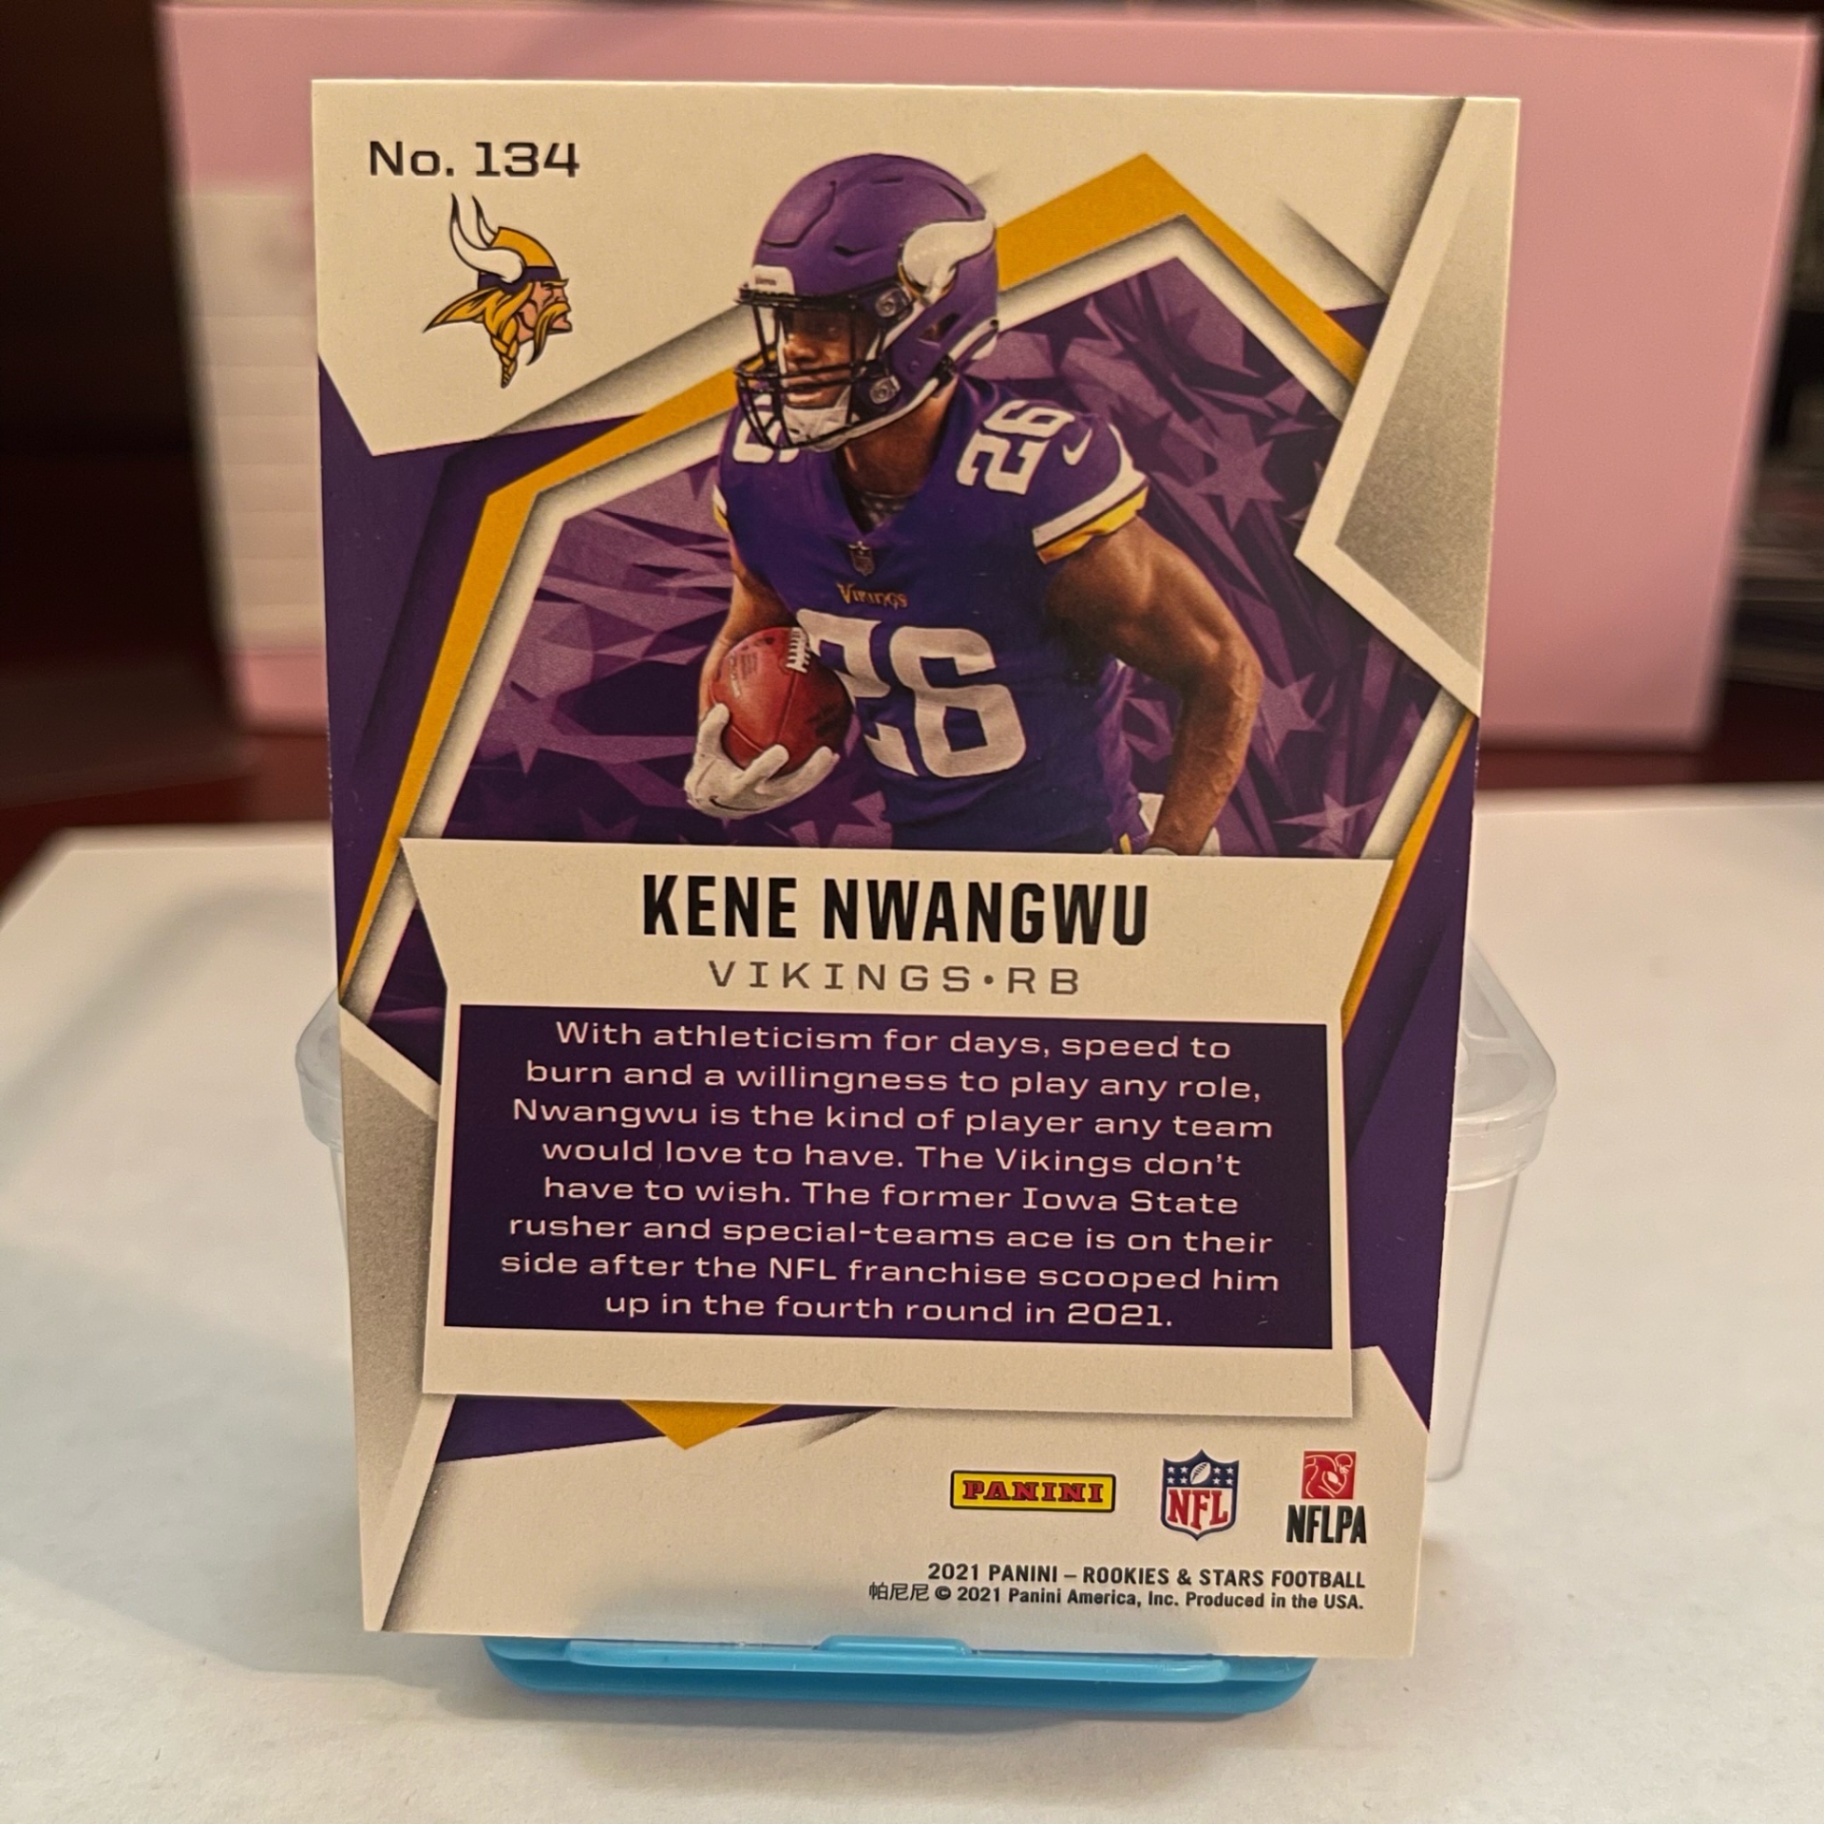 No. 134
26
Vikings
26
KENE NWANGWU
VIKINGS•RB
With athleticism for days, speed to
burn and a willingness to play any role,
Nwangwu is the kind of player any team
would love to have. The Vikings don't
have to wish. The former Iowa State
rusher and special-teams ace is on their
side after the NFL franchise scooped him
up in the fourth round in 2021.
PANINI
NFL
NFLPA
2021 PANINI – ROOKIES & STARS FOOTBALL
帕尼尼 © 2021 Panini America, Inc. Produced in the USA.